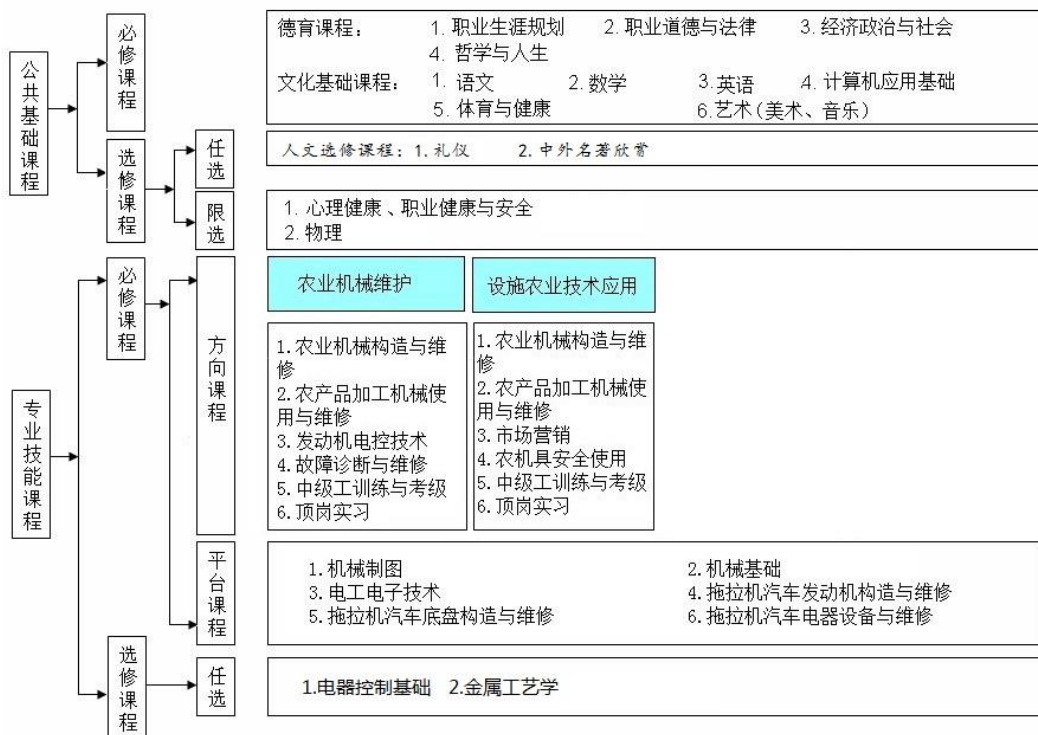 公共基础课程
必修课程
德育课程： 1. 职业生涯规划 2. 职业道德与法律 3. 经济政治与社会
4. 哲学与人生
文化基础课程： 1. 语文 2. 数学 3. 英语 4. 计算机应用基础
5. 体育与健康 6. 艺术（美术、音乐）
选修课程
任选
人文选修课程：1. 礼仪 2. 中外名著欣赏
限选
1. 心理健康、职业健康与安全
2. 物理
专业技能课程
必修课程
方向课程
农业机械维护
1. 农业机械构造与维
修
2. 农产品加工机械使
用与维修
3. 发动机电控技术
4. 故障诊断与维修
5. 中级工训练与考级
6. 顶岗实习
设施农业技术应用
1. 农业机械构造与维
修
2. 农产品加工机械使
用与维修
3. 市场营销
4. 农机具安全使用
5. 中级工训练与考级
6. 顶岗实习
平台课程
1. 机械制图 2. 机械基础
3. 电工电子技术 4. 拖拉机汽车发动机构造与维修
5. 拖拉机汽车底盘构造与维修 6. 拖拉机汽车电器设备与维修
选修课程
任选
1.电器控制基础 2.金属工艺学